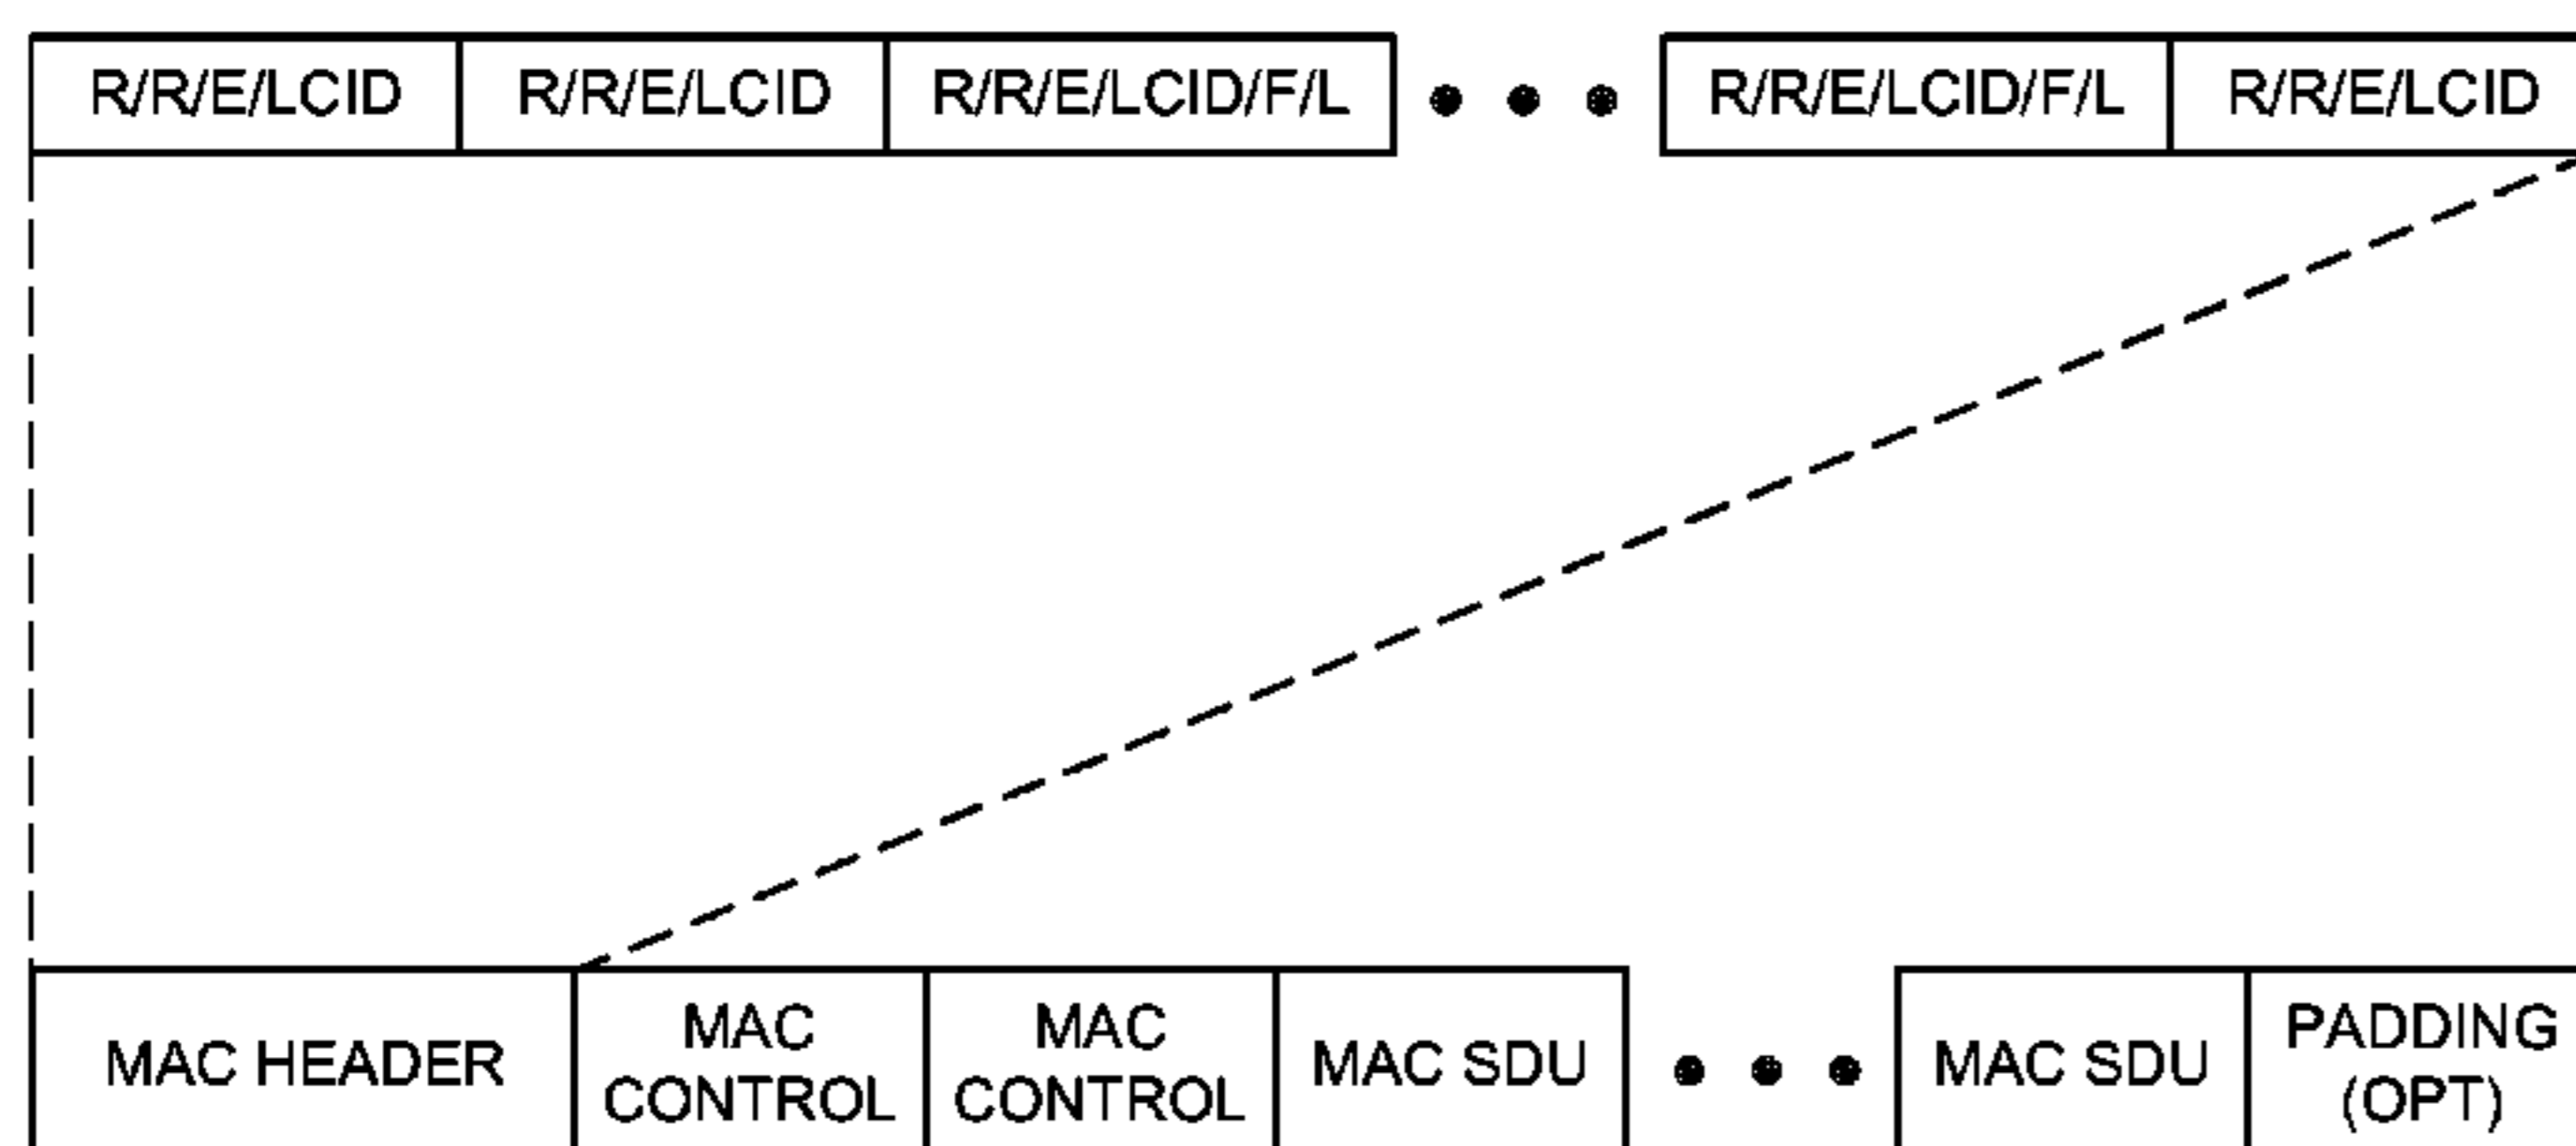 R/R/E/LCID R/R/E/LCID R/R/E/LCID/F/L R/R/E/LCID/F/L R/R/E/LCID
MAC HEADER
MAC
CONTROL
MAC
CONTROL
MAC SDU
MAC SDU
PADDING
(OPT)